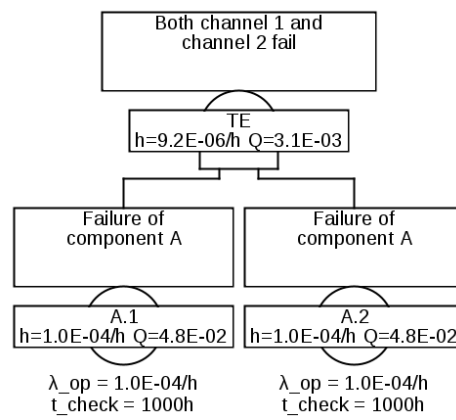 Both channel 1 and
channel 2 fail
TE
h=9.2E-06/h Q=3.1E-03
Failure of
component A
A.1
h=1.0E-04/h Q=4.8E-02
λ_op = 1.0E-04/h
t_check = 1000h
Failure of
component A
A.2
h=1.0E-04/h Q=4.8E-02
λ_op = 1.0E-04/h
t_check = 1000h